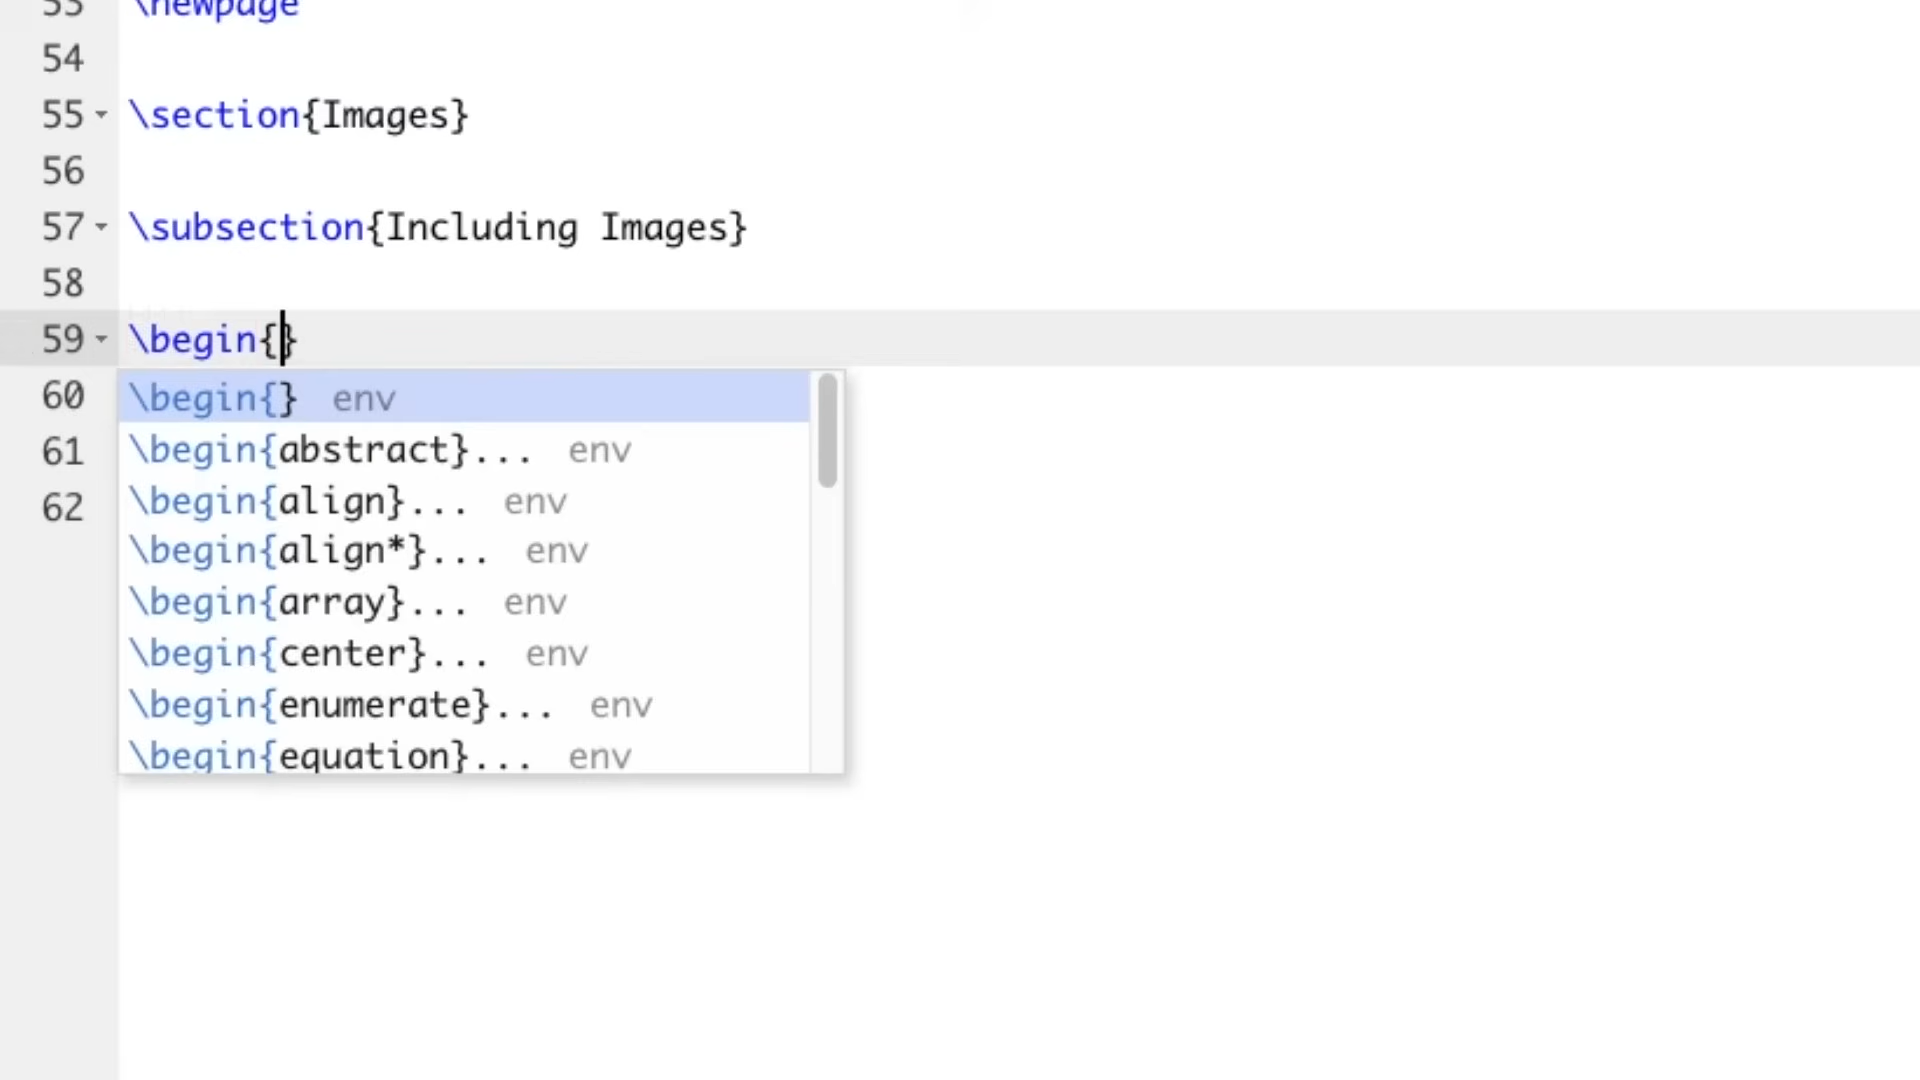 53 \newpage
54
55 \section{Images}
56
57 \subsection{Including Images}
58
59 \begin{}
60 \begin{} env
61 \begin{abstract}... env
\begin{align}... env
62 \begin{align*}... env
\begin{array}... env
\begin{center}... env
\begin{enumerate}... env
\begin{equation}... env